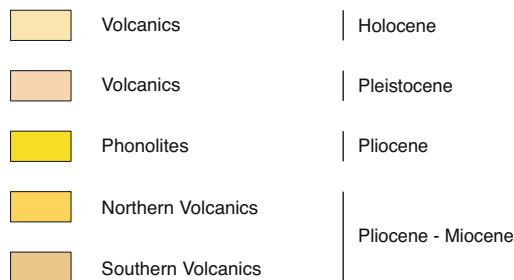 Volcanics Holocene
Volcanics Pleistocene
Phonolites Pliocene
Northern Volcanics
Pliocene - Miocene
Southern Volcanics